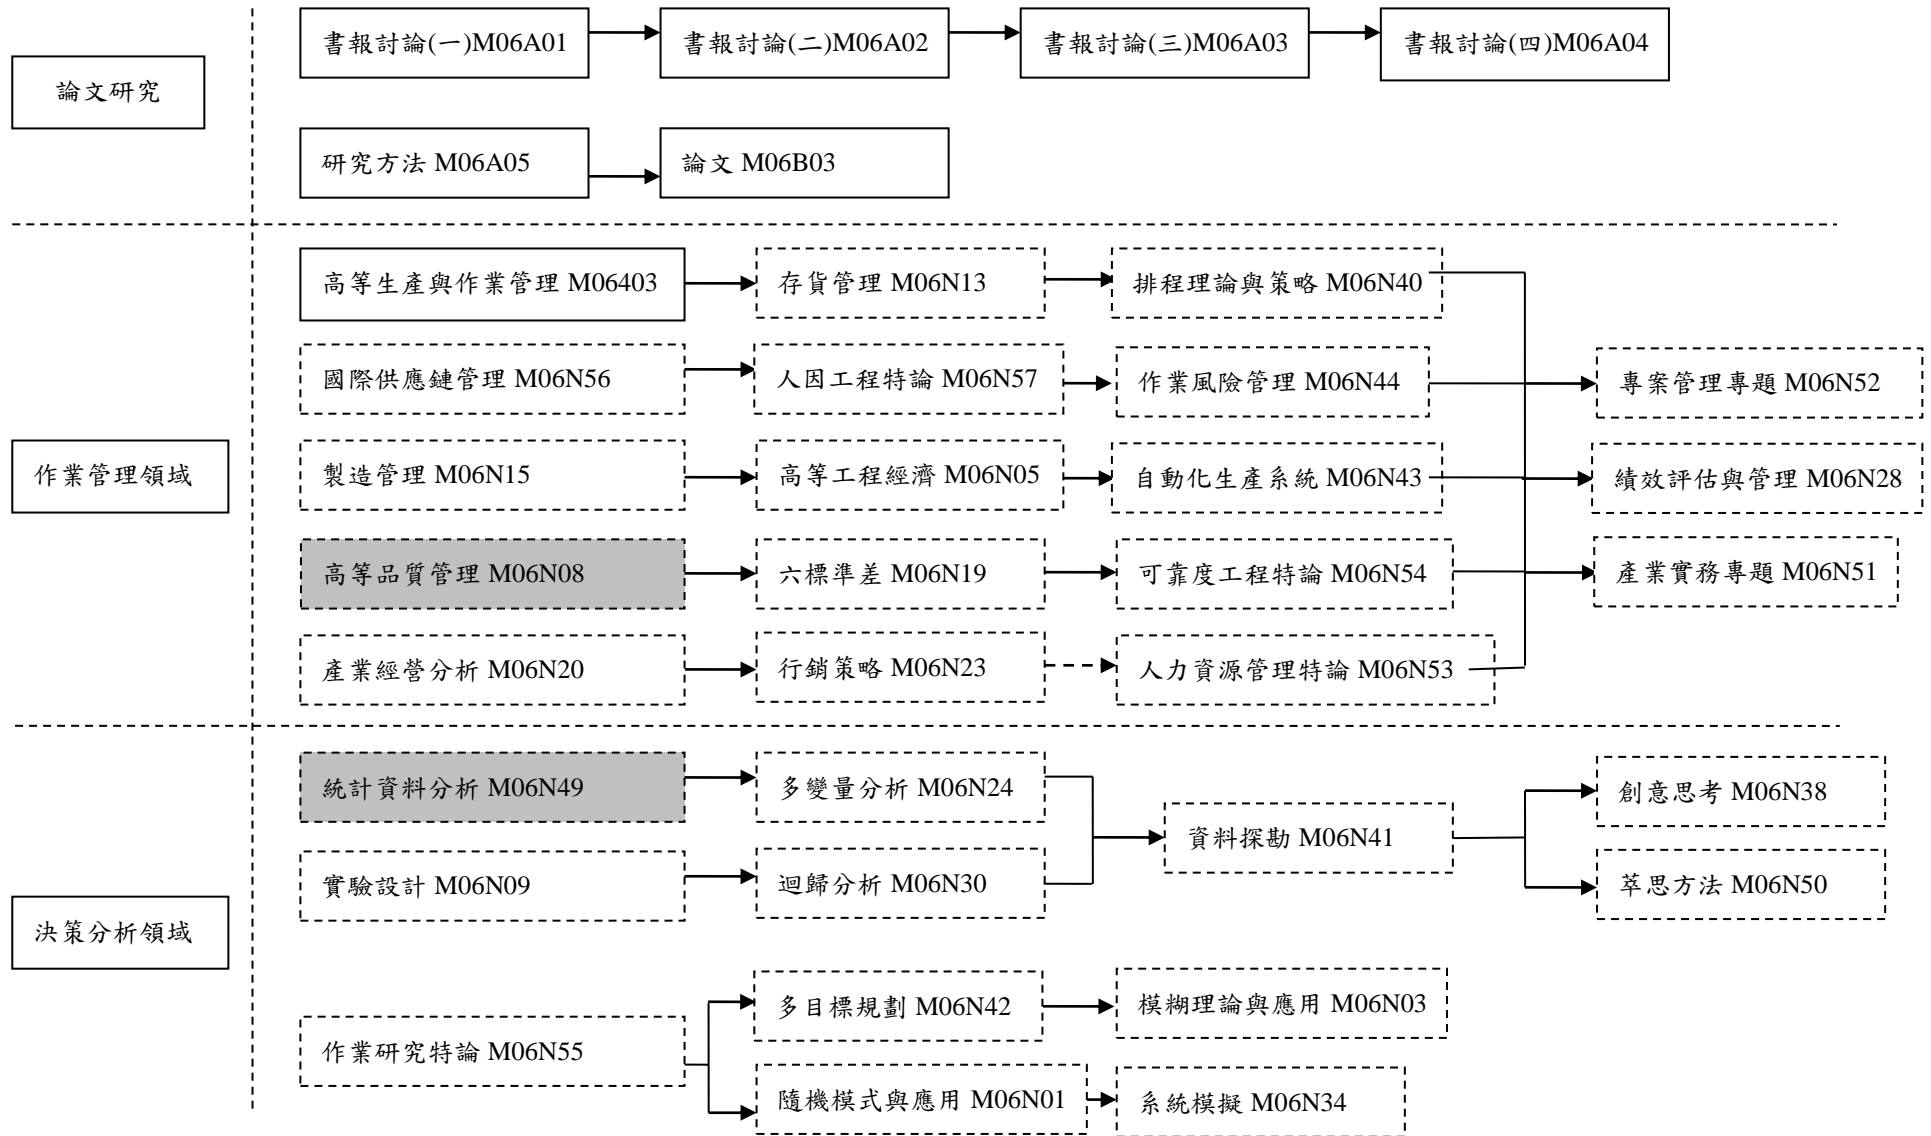 論文研究
書報討論(一)M06A01
書報討論(二)M06A02
書報討論(三)M06A03
書報討論(四)M06A04
研究方法 M06A05
論文 M06B03
作業管理領域
高等生產與作業管理 M06403
存貨管理 M06N13
排程理論與策略 M06N40
國際供應鏈管理 M06N56
人因工程特論 M06N57
作業風險管理 M06N44
專案管理專題 M06N52
製造管理 M06N15
高等工程經濟 M06N05
自動化生產系統 M06N43
績效評估與管理 M06N28
高等品質管理 M06N08
六標準差 M06N19
可靠度工程特論 M06N54
產業實務專題 M06N51
產業經營分析 M06N20
行銷策略 M06N23
人力資源管理特論 M06N53
決策分析領域
統計資料分析 M06N49
多變量分析 M06N24
資料探勘 M06N41
創意思考 M06N38
實驗設計 M06N09
迴歸分析 M06N30
萃思方法 M06N50
作業研究特論 M06N55
多目標規劃 M06N42
模糊理論與應用 M06N03
隨機模式與應用 M06N01
系統模擬 M06N34